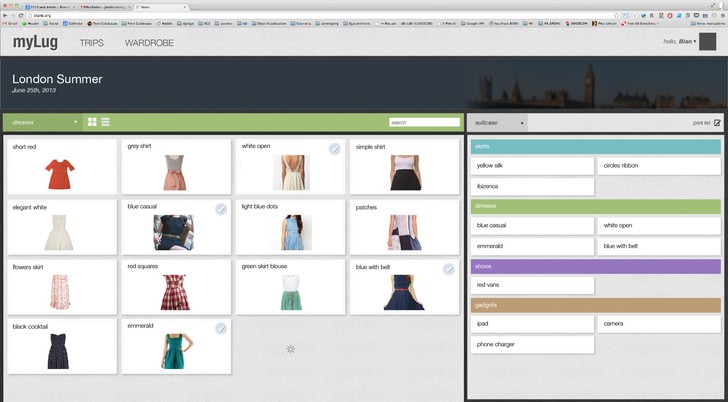 blank.org
myLug
TRIPS
WARDROBE
hello, Bian
London Summer
June 25th, 2013
dresses
search
suitcase
print list
short red
grey shirt
white open
simple shirt
elegant white
blue casual
light blue dots
patches
flowers skirt
red squares
green skirt blouse
blue with belt
black cocktail
emmerald
skirts
yellow silk
circles ribbon
ibizenca
dresses
blue casual
white open
emmerald
blue with belt
shoes
red vans
gadgets
ipad
camera
phone charger